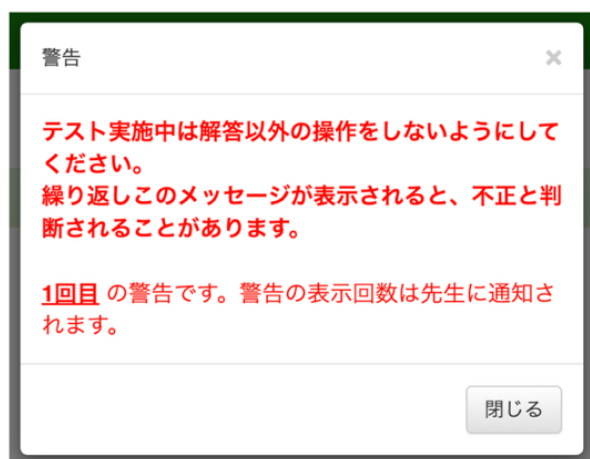 警告
×
テスト実施中は解答以外の操作をしないようにして
ください。
繰り返しこのメッセージが表示されると、不正と判
断されることがあります。
1回目 の警告です。警告の表示回数は先生に通知さ
れます。
閉じる